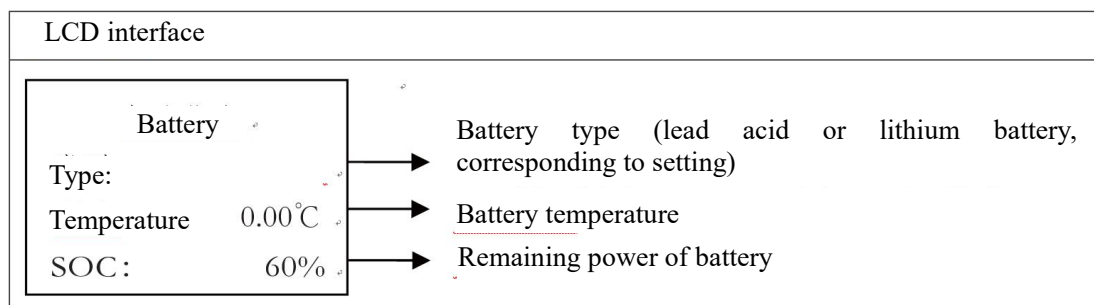 LCD interface
Battery
Type:
Temperature 0.00℃
SOC: 60%
Battery type (lead acid or lithium battery,
corresponding to setting)
Battery temperature
Remaining power of battery